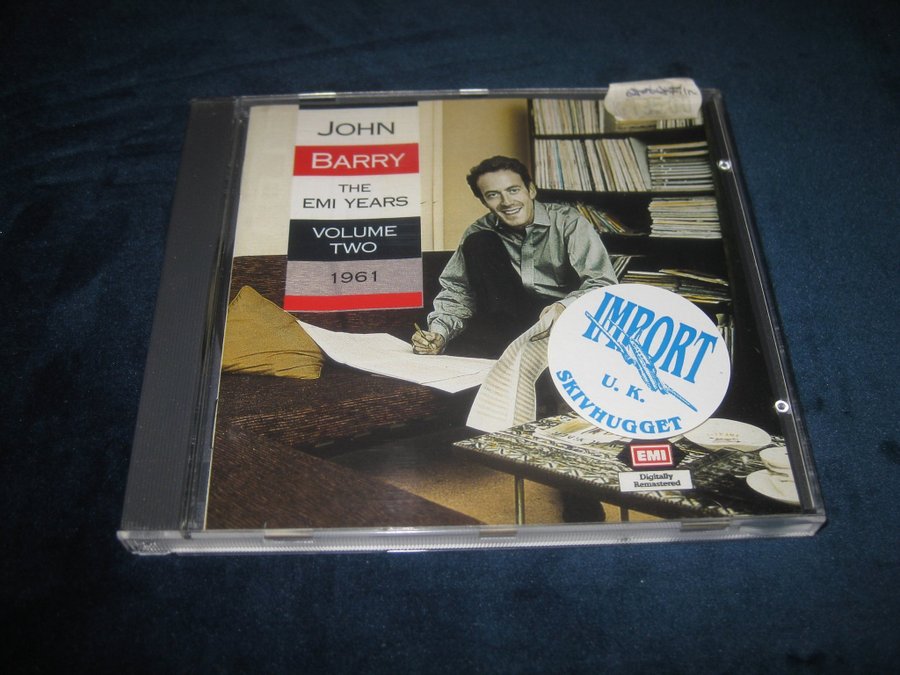 JOHN
BARRY
THE
EMI YEARS
VOLUME
TWO
1961
IMPORT
U. K.
SKIVHUGGET
EMI
Digitally
Remastered